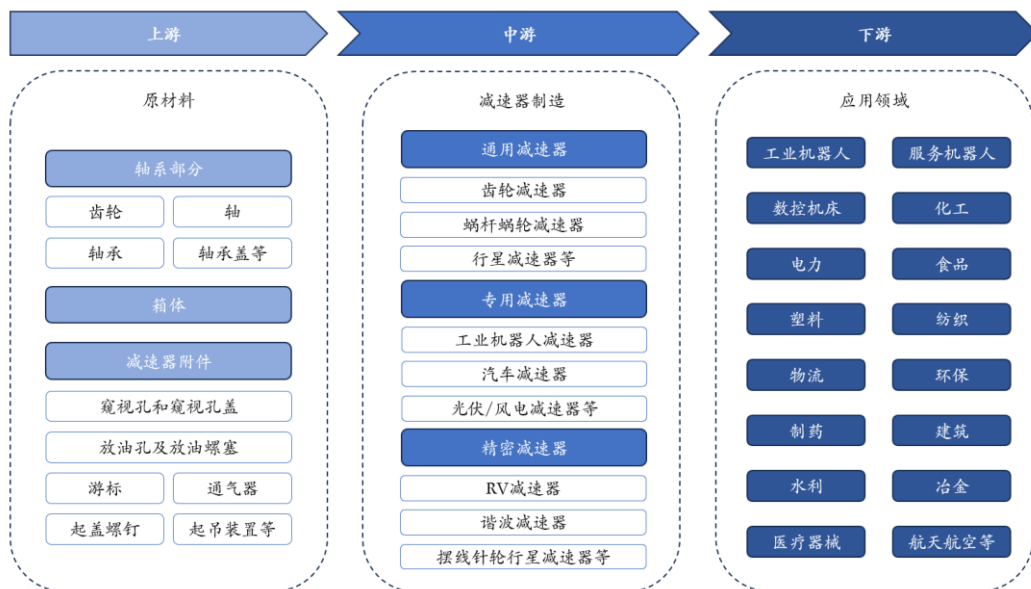 上游
中游
下游
原材料
轴系部分
齿轮
轴
轴承
轴承盖等
箱体
减速器附件
窥视孔和窥视孔盖
放油孔及放油螺塞
游标
通气器
起盖螺钉
起吊装置等
减速器制造
通用减速器
齿轮减速器
蜗杆蜗轮减速器
行星减速器等
专用减速器
工业机器人减速器
汽车减速器
光伏/风电减速器等
精密减速器
RV减速器
谐波减速器
摆线针轮行星减速器等
应用领域
工业机器人
服务机器人
数控机床
化工
电力
食品
塑料
纺织
物流
环保
制药
建筑
水利
冶金
医疗器械
航天航空等